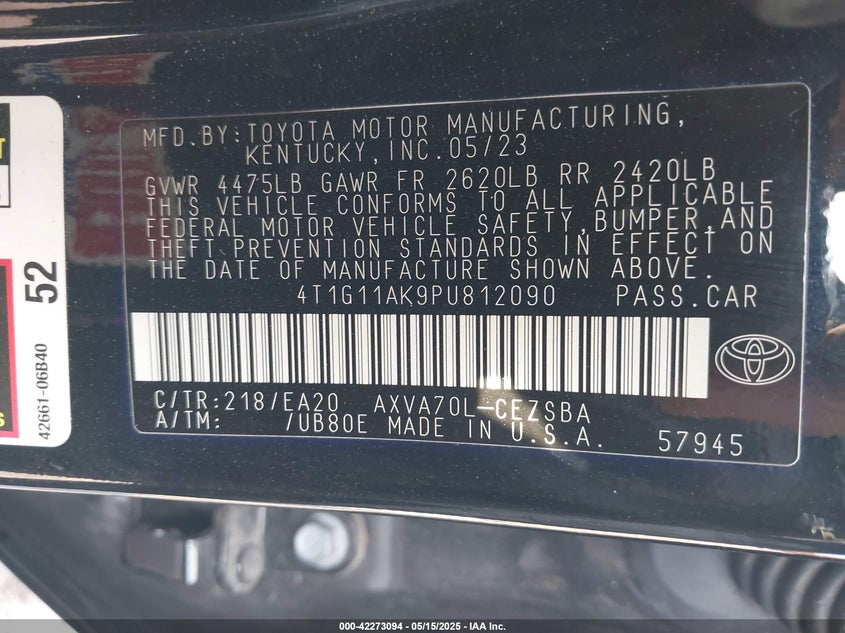 MFD.BY:TOYOTA MOTOR MANUFACTURING,
KENTUCKY,INC.05/23
GVWR 4475LB GAWR FR 2620LB RR 2420LB
THIS VEHICLE CONFORMS TO ALL APPLICABLE
FEDERAL MOTOR VEHICLE SAFETY,BUMPER,AND
THEFT PREVENTION STANDARDS IN EFFECT ON
THE DATE OF MANUFACTURE SHOWN ABOVE.
4T1G11AK9PU812090 PASS.CAR
C/TR:218/EA20 AXVA70L-CEZSBA
A/TM: /UB80E MADE IN U.S.A. 57945
52
42661-06B40
000-42273094 - 05/15/2025 - IAA Inc.